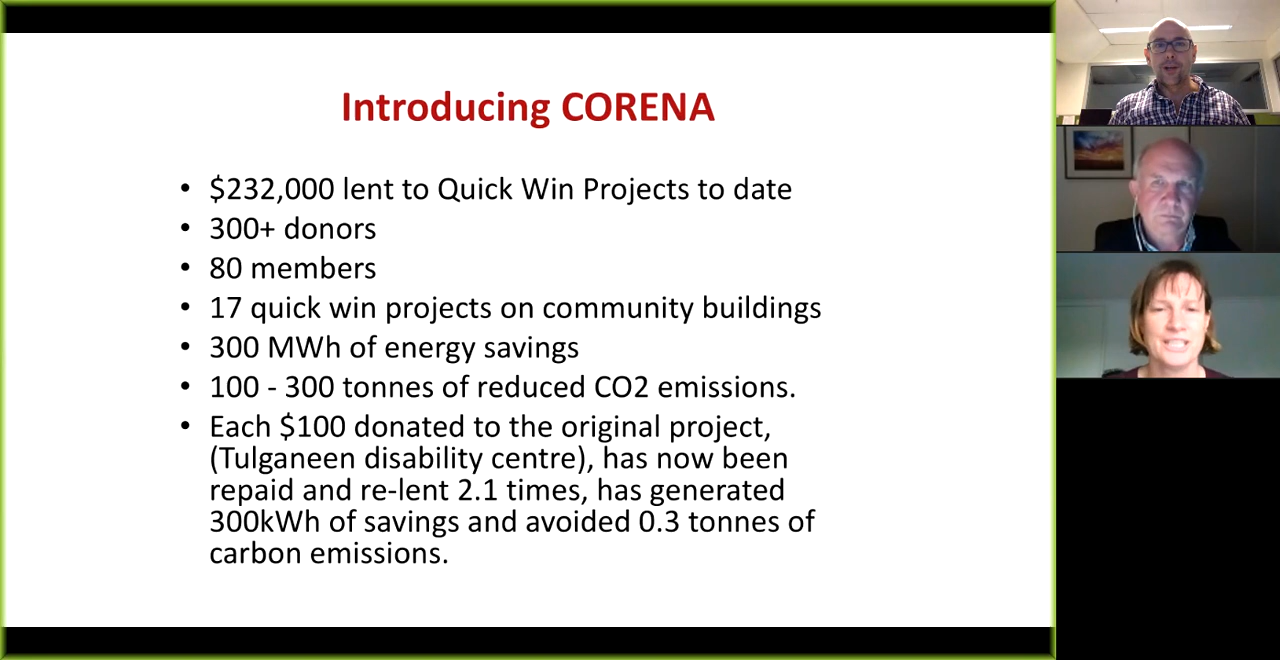 Introducing CORENA
• $232,000 lent to Quick Win Projects to date
• 300+ donors
• 80 members
• 17 quick win projects on community buildings
• 300 MWh of energy savings
• 100 - 300 tonnes of reduced CO2 emissions.
• Each $100 donated to the original project,
(Tulganeen disability centre), has now been
repaid and re-lent 2.1 times, has generated
300kWh of savings and avoided 0.3 tonnes of
carbon emissions.